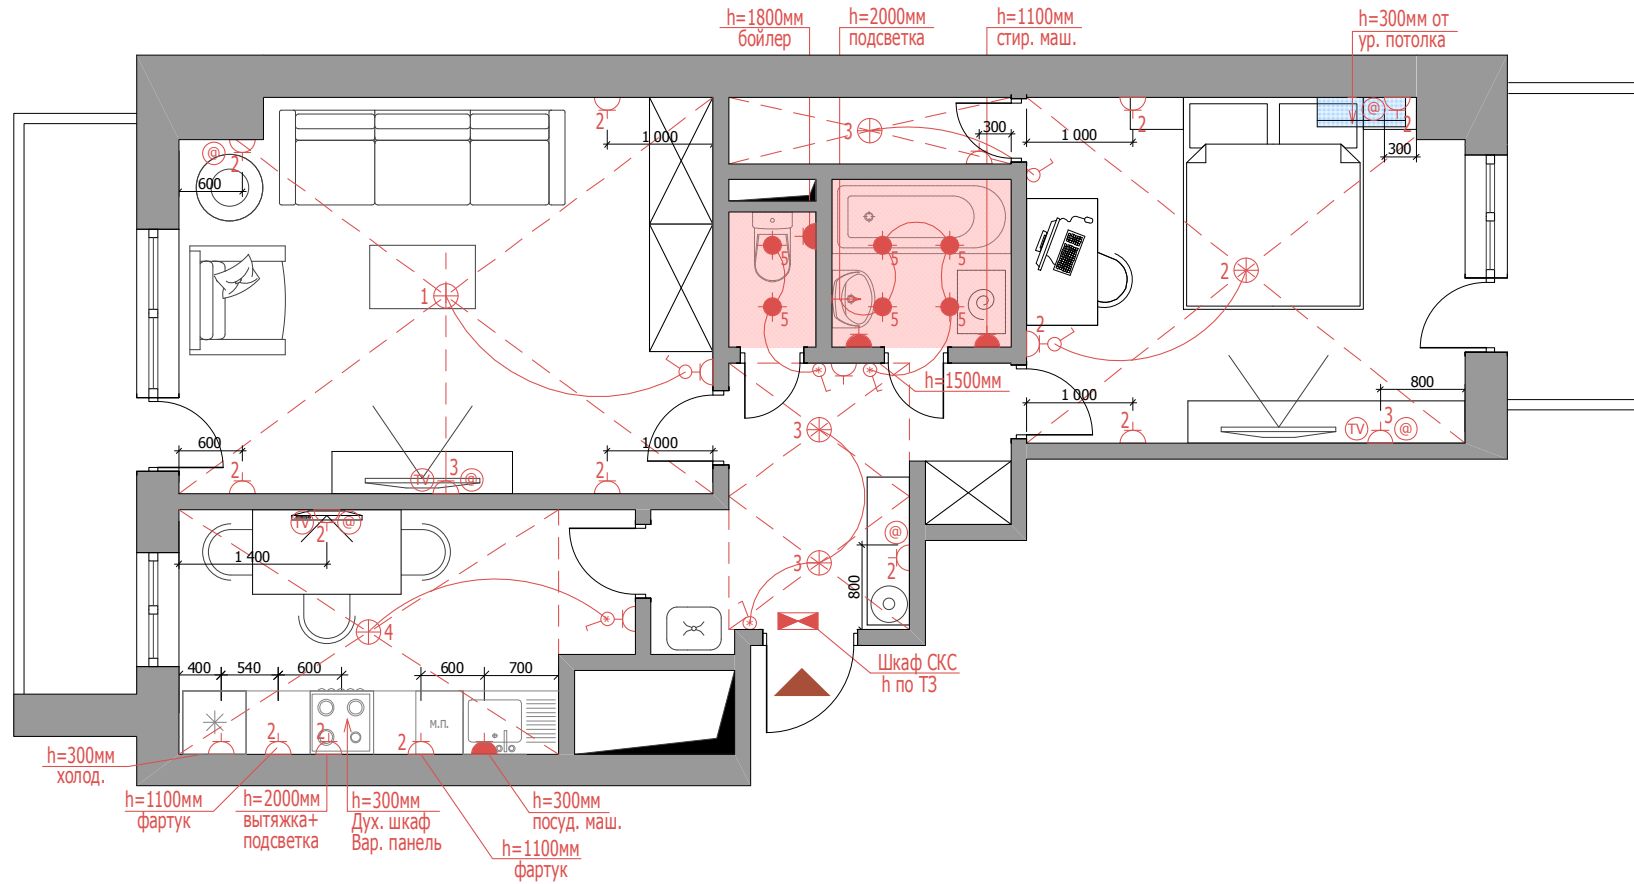 h=1800мм
бойлер
h=2000мм
подсветка
h=1100мм
стир. маш.
h=300мм от
ур. потолка
2
1 000
3
300
1 000
2
@
2
300
@
2
600
5
5
5
5
5
5
1
2
2
h=1500мм
800
1 000
2
TV
3
@
600
2
TV
3
@
2
1 000
3
TV
2
@
1 400
3
@
2
800
4
400
540
600
600
700
Шкаф СКС
h по ТЗ
м.п.
2
2
2
h=300мм
холод.
h=1100мм
фартук
h=2000мм
вытяжка+
подсветка
h=300мм
Дух. шкаф
Вар. панель
h=300мм
посуд. маш.
h=1100мм
фартук